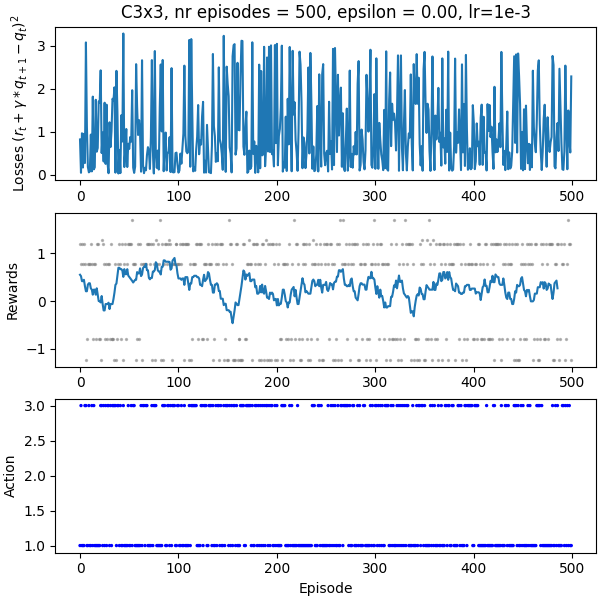 C3x3, nr episodes = 500, epsilon = 0.00, lr=1e-3
Losses (r_t + γ * q_{t+1} − q_t)^2
3
2
1
0
0 100 200 300 400 500
Rewards
1
0
−1
0 100 200 300 400 500
Action
3.0
2.5
2.0
1.5
1.0
0 100 200 300 400 500
Episode